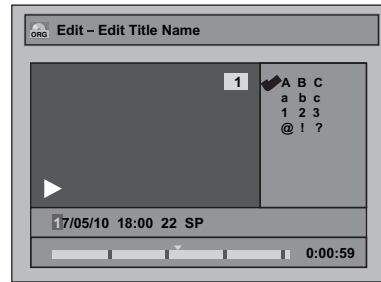 ORG Edit – Edit Title Name
1
A B C
a b c
1 2 3
@ ! ?
17/05/10 18:00 22 SP
0:00:59